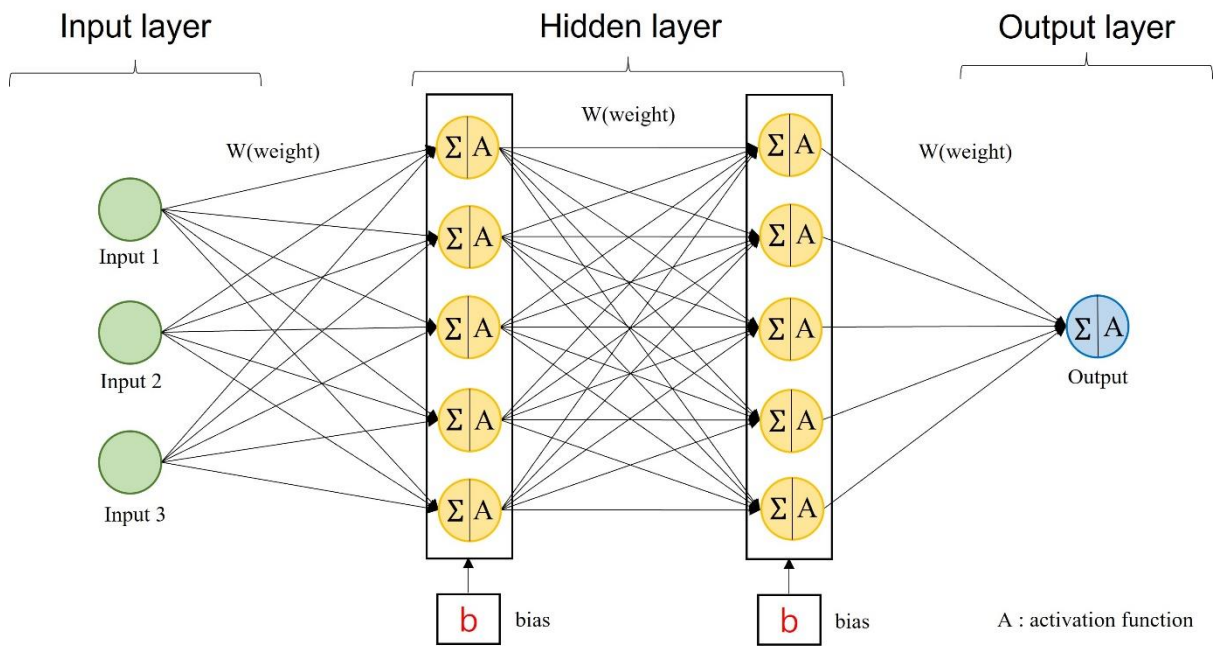 Input layer
Hidden layer
Output layer
W(weight)
W(weight)
W(weight)
Σ A
Σ A
Σ A
Σ A
Σ A
Σ A
Σ A
Σ A
Σ A
Σ A
Σ A
Input 1
Input 2
Input 3
Output
b bias
b bias
A : activation function